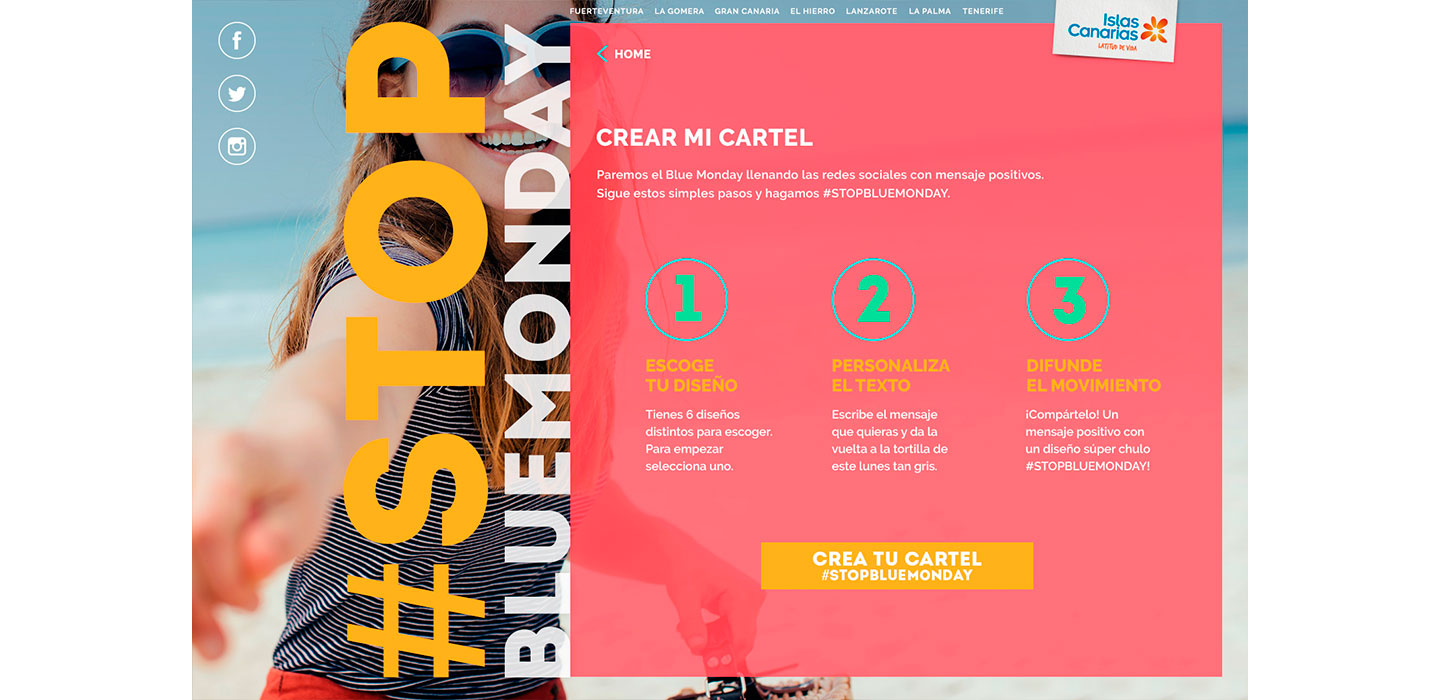 FUERTEVENTURA LA GOMERA GRAN CANARIA EL HIERRO LANZAROTE LA PALMA TENERIFE
Islas
Canarias
LATITUD DE VIDA
#STOP
BLUEMONDAY
HOME
CREAR MI CARTEL
Paremos el Blue Monday llenando las redes sociales con mensaje positivos.
Sigue estos simples pasos y hagamos #STOPBLUEMONDAY.
1
ESCOGE
TU DISEÑO
Tienes 6 diseños
distintos para escoger.
Para empezar
selecciona uno.
2
PERSONALIZA
EL TEXTO
Escribe el mensaje
que quieras y da la
vuelta a la tortilla de
este lunes tan gris.
3
DIFUNDE
EL MOVIMIENTO
¡Compártelo! Un
mensaje positivo con
un diseño súper chulo
#STOPBLUEMONDAY!
CREA TU CARTEL
#STOPBLUEMONDAY